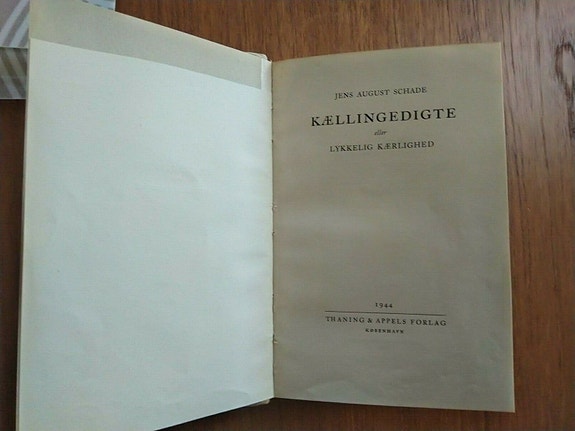 JENS AUGUST SCHADE
KÆLLINGEDIGTE
eller
LYKKELIG KÆRLIGHED
1944
THANING & APPELS FORLAG
KØBENHAVN